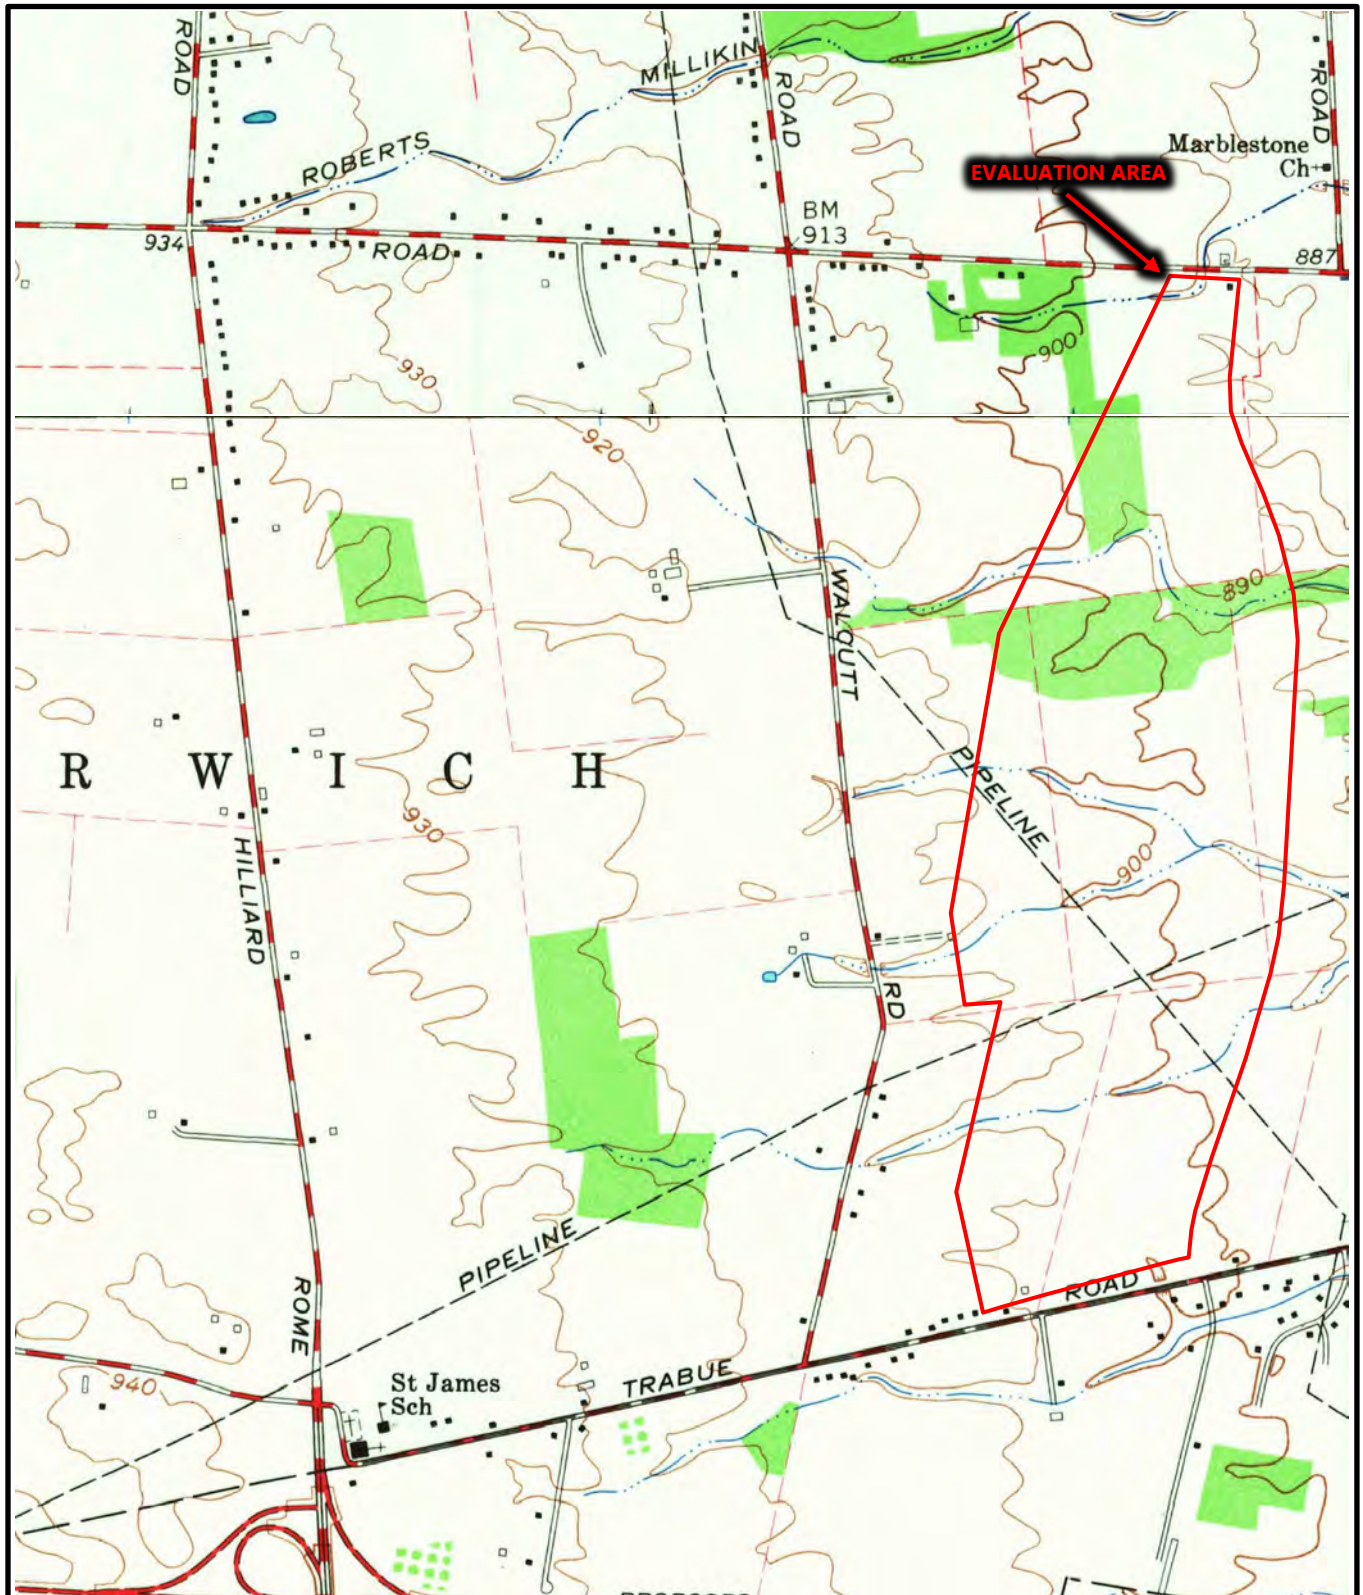 ROAD
MILLIKIN
ROAD
ROAD
Marblestone
Ch
ROBERTS
EVALUATION AREA
BM
913
934
ROAD
887
930
900
920
890
WALCUTT
R W I C H
PIPELINE
930
HILLIARD
900
RD
PIPELINE
ROME
ROAD
940
St James
Sch
TRABUE